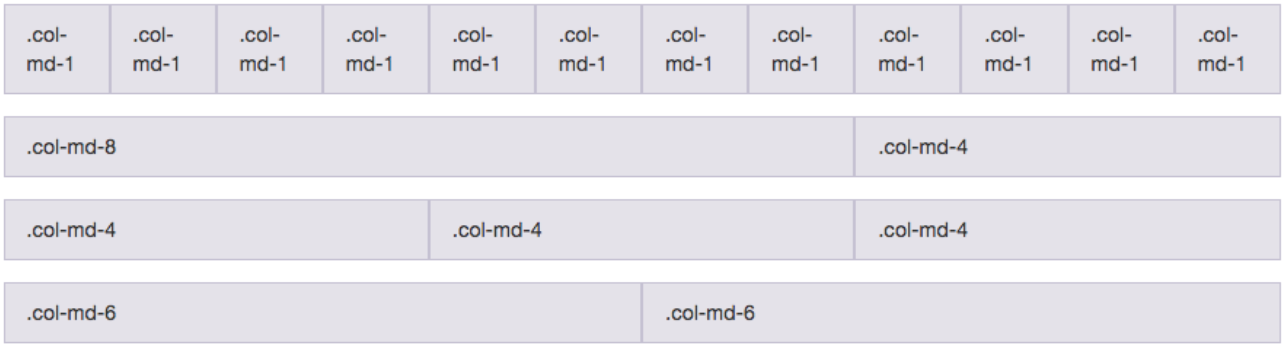 .col- .col- .col- .col- .col- .col- .col- .col- .col- .col- .col- .col-
md-1 md-1 md-1 md-1 md-1 md-1 md-1 md-1 md-1 md-1 md-1 md-1
.col-md-8 .col-md-4
.col-md-4 .col-md-4 .col-md-4
.col-md-6 .col-md-6